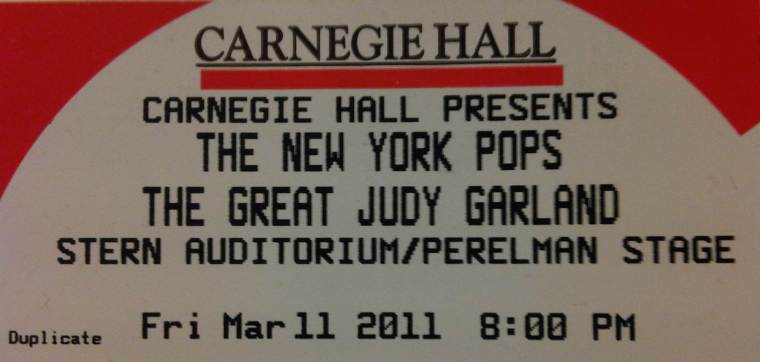 CARNEGIE HALL
CARNEGIE HALL PRESENTS
THE NEW YORK POPS
THE GREAT JUDY GARLAND
STERN AUDITORIUM/PERELMAN STAGE
Duplicate Fri Mar 11 2011 8:00 PM